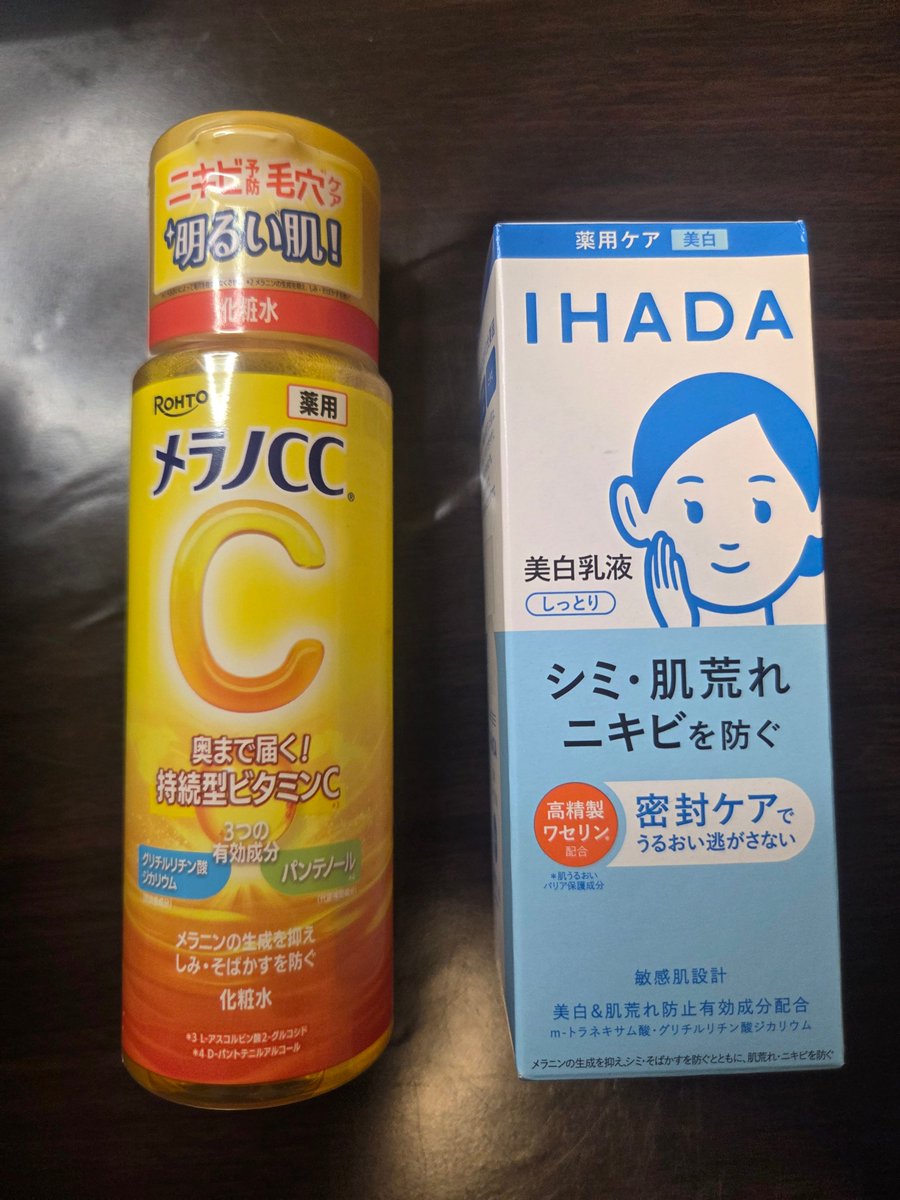 ニキビ予防 毛穴ケア
明るい肌!
化粧水
ROHTO
薬用
メラノCC®
C
奥まで届く!
持続型ビタミンC
3つの
有効成分
グリチルリチン酸
ジカリウム
パンテノール
メラニンの生成を抑え
しみ・そばかすを防ぐ
化粧水
*3 L-アスコルビン酸2-グルコシド
*4 D-パントテニルアルコール
薬用ケア 美白
IHADA
美白乳液
しっとり
シミ・肌荒れ
ニキビを防ぐ
高精製
ワセリン*
配合
密封ケアで
うるおい逃がさない
*肌うるおい
バリア保護成分
敏感肌設計
美白&肌荒れ防止有効成分配合
m-トラネキサム酸・グリチルリチン酸ジカリウム
メラニンの生成を抑え、シミ・そばかすを防ぐとともに、肌荒れ・ニキビを防ぐ